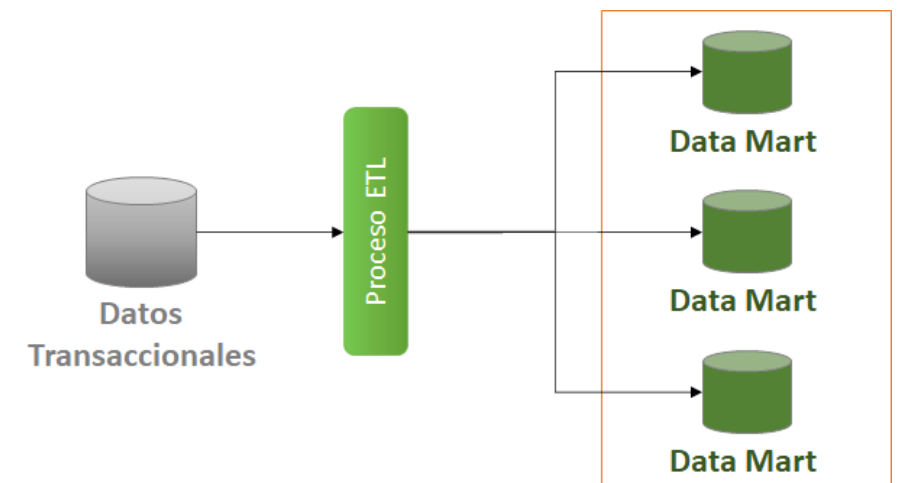 Datos
Transaccionales
Proceso ETL
Data Mart
Data Mart
Data Mart